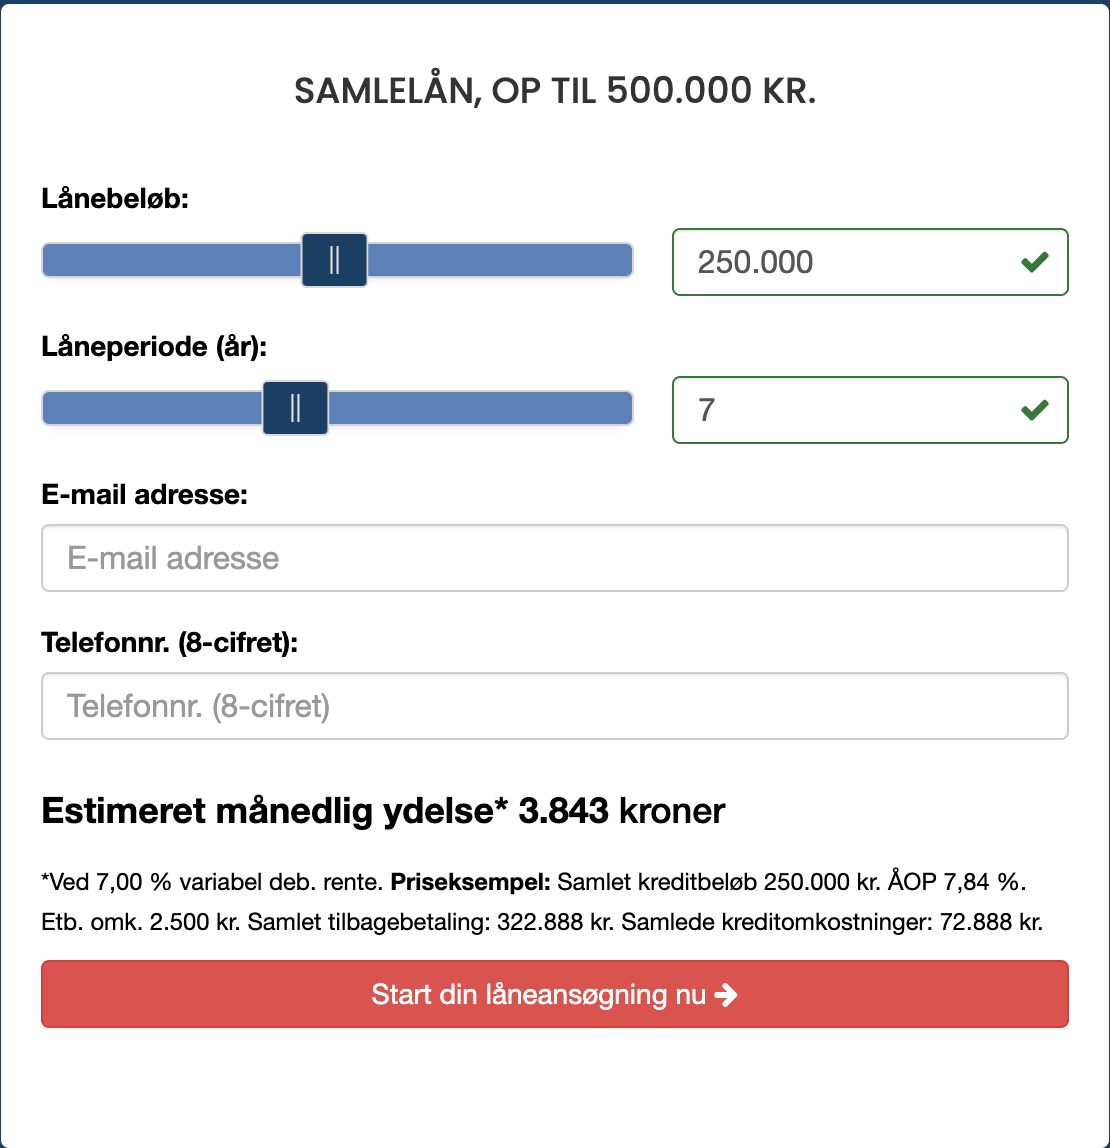 SAMLELÅN, OP TIL 500.000 KR.
Lånebeløb:
250.000
Låneperiode (år):
7
E-mail adresse:
E-mail adresse
Telefonnr. (8-cifret):
Telefonnr. (8-cifret)
Estimeret månedlig ydelse* 3.843 kroner
*Ved 7,00 % variabel deb. rente. Priseksempel: Samlet kreditbeløb 250.000 kr. ÅOP 7,84 %.
Etb. omk. 2.500 kr. Samlet tilbagebetaling: 322.888 kr. Samlede kreditomkostninger: 72.888 kr.
Start din låneansøgning nu